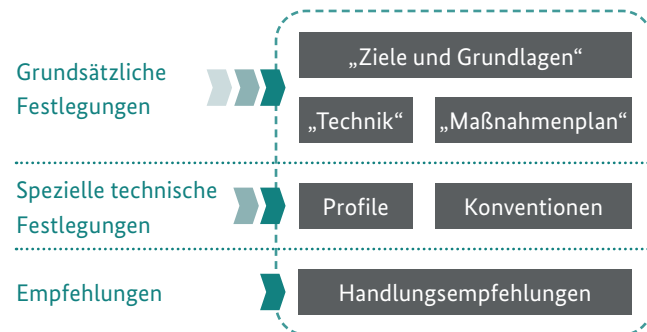 Grundsätzliche
Festlegungen
„Ziele und Grundlagen“
„Technik“
„Maßnahmenplan“
Spezielle technische
Festlegungen
Profile
Konventionen
Empfehlungen
Handlungsempfehlungen